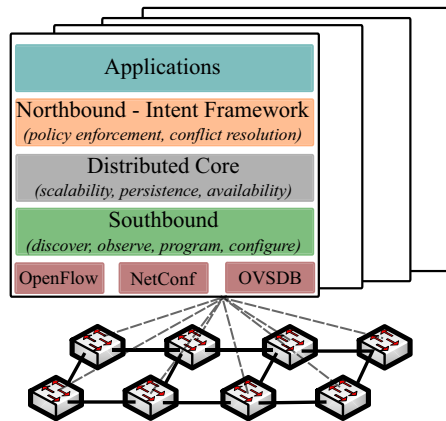 Applications
Northbound - Intent Framework
(policy enforcement, conflict resolution)
Distributed Core
(scalability, persistence, availability)
Southbound
(discover, observe, program, configure)
OpenFlow NetConf OVSDB